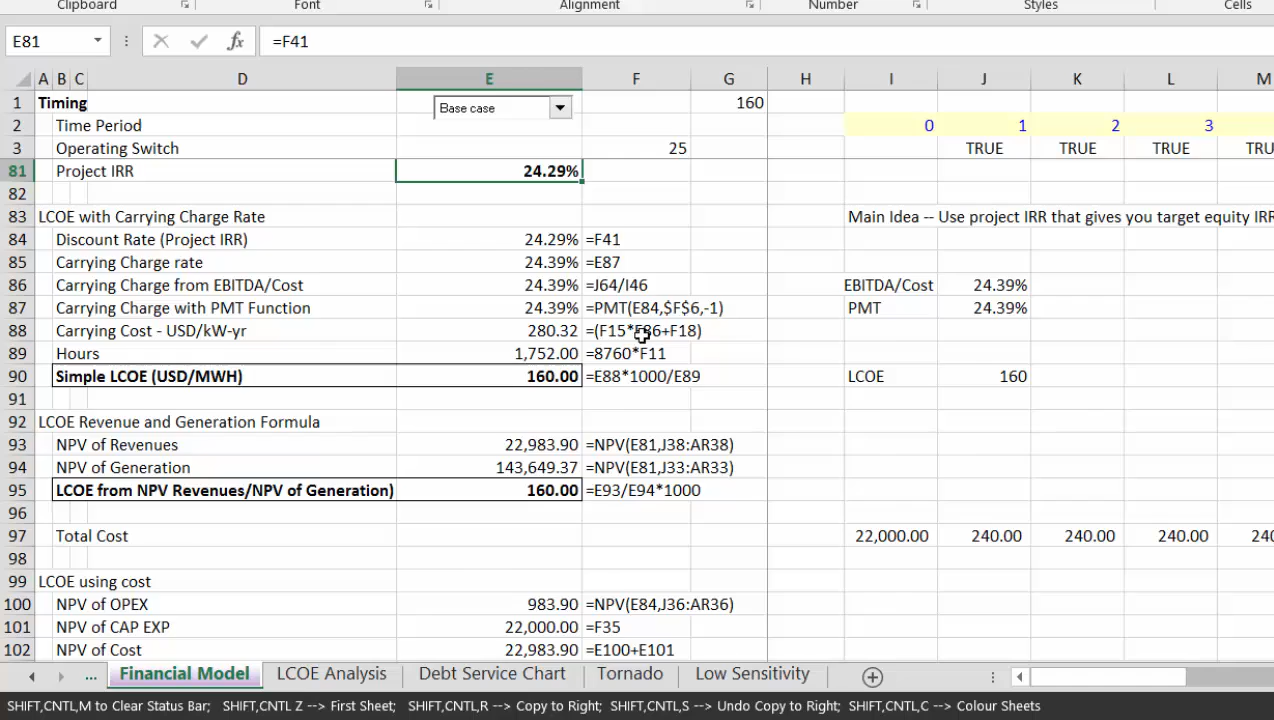 Clipboard Font Alignment Number Styles Cells
E81 fx =F41
A B C D E F G H I J K L M
1 Timing Base case 160
2 Time Period 0 1 2 3
3 Operating Switch 25 TRUE TRUE TRUE TRU
81 Project IRR 24.29%
82
83 LCOE with Carrying Charge Rate Main Idea -- Use project IRR that gives you target equity IRR
84 Discount Rate (Project IRR) 24.29% =F41
85 Carrying Charge rate 24.39% =E87
86 Carrying Charge from EBITDA/Cost 24.39% =J64/I46 EBITDA/Cost 24.39%
87 Carrying Charge with PMT Function 24.39% =PMT(E84,$F$6,-1) PMT 24.39%
88 Carrying Cost - USD/kW-yr 280.32 =(F15*E86+F18)
89 Hours 1,752.00 =8760*F11
90 Simple LCOE (USD/MWH) 160.00 =E88*1000/E89 LCOE 160
91
92 LCOE Revenue and Generation Formula
93 NPV of Revenues 22,983.90 =NPV(E81,J38:AR38)
94 NPV of Generation 143,649.37 =NPV(E81,J33:AR33)
95 LCOE from NPV Revenues/NPV of Generation) 160.00 =E93/E94*1000
96
97 Total Cost 22,000.00 240.00 240.00 240.00 240
98
99 LCOE using cost
100 NPV of OPEX 983.90 =NPV(E84,J36:AR36)
101 NPV of CAP EXP 22,000.00 =F35
102 NPV of Cost 22,983.90 =E100+E101
... Financial Model LCOE Analysis Debt Service Chart Tornado Low Sensitivity
SHIFT,CNTL,M to Clear Status Bar; SHIFT,CNTL Z --> First Sheet; SHIFT,CNTL,R --> Copy to Right; SHIFT,CNTL,S --> Undo Copy to Right; SHIFT,CNTL,C --> Colour Sheets